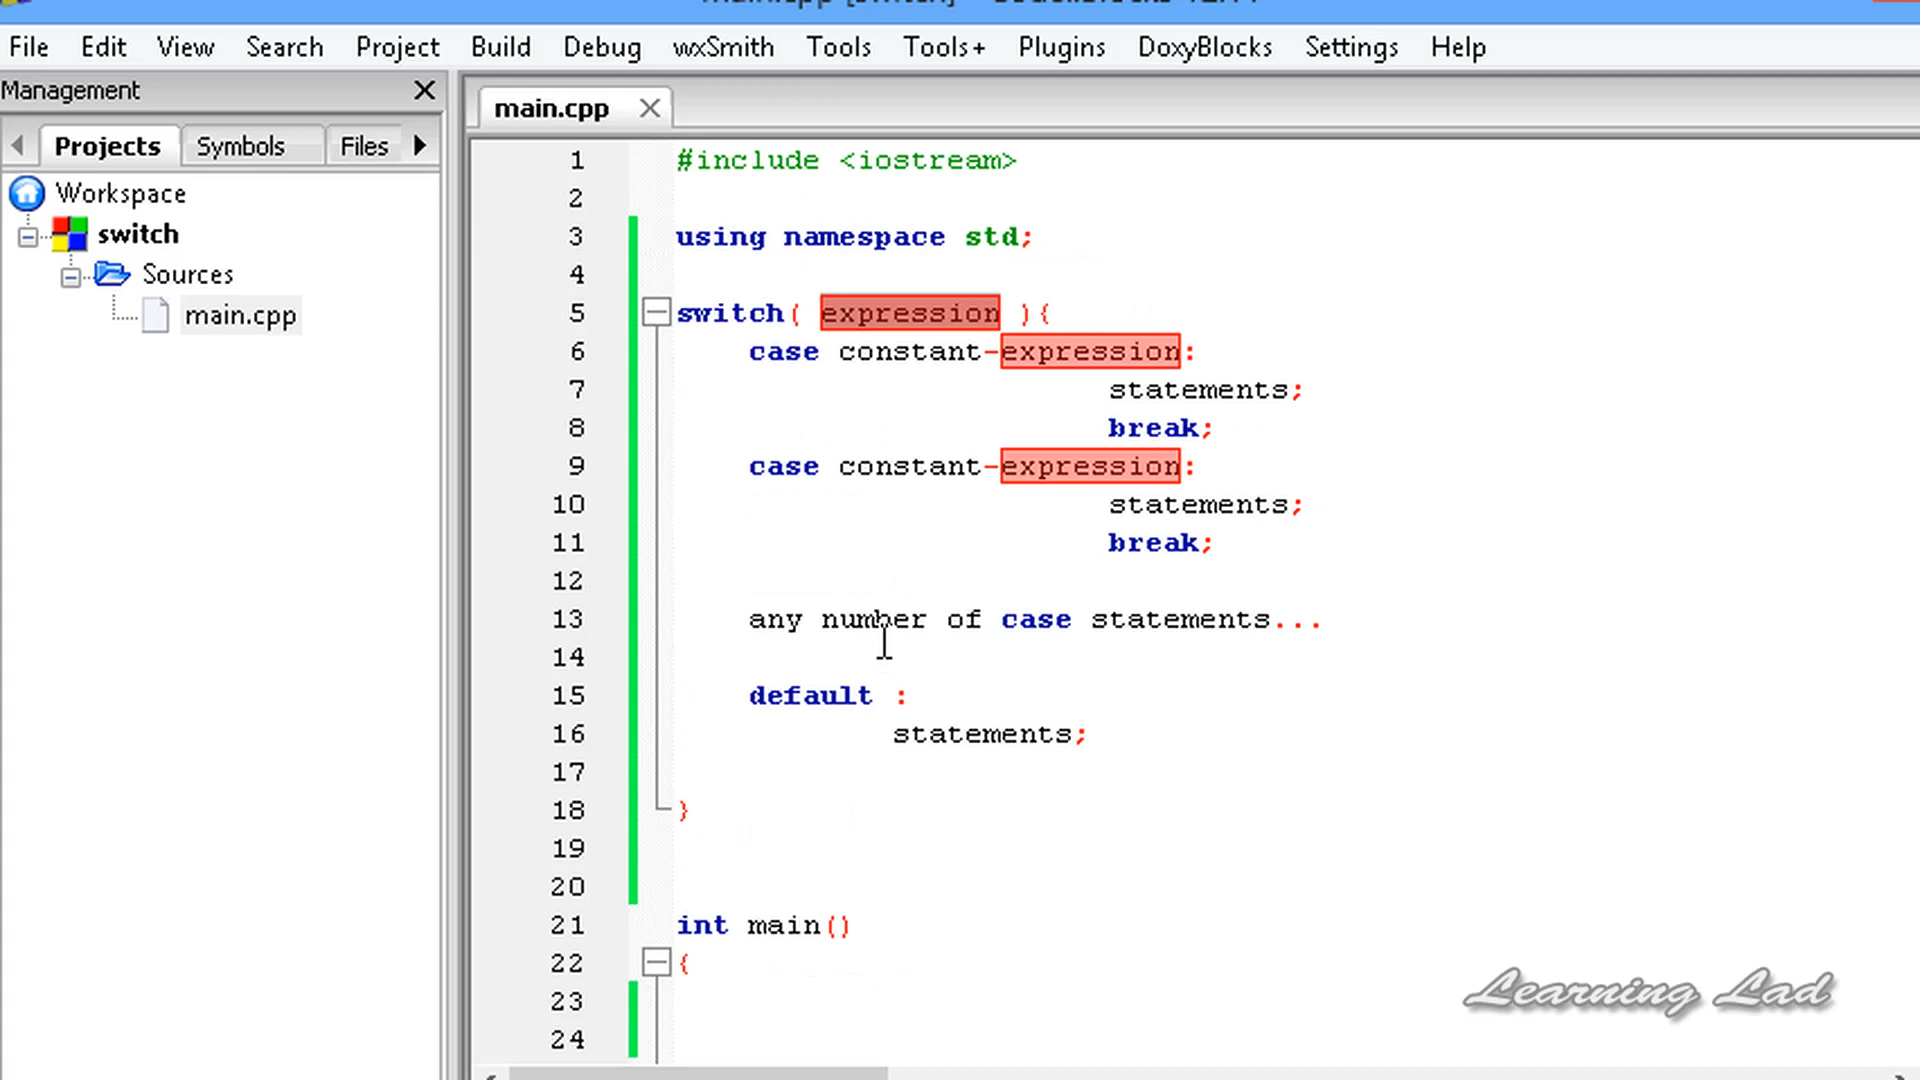 File Edit View Search Project Build Debug wxSmith Tools Tools+ Plugins DoxyBlocks Settings Help
Management
main.cpp
Projects Symbols Files
Workspace
switch
Sources
main.cpp
1 #include <iostream>
2
3 using namespace std;
4
5 switch( expression ){
6 case constant-expression:
7 statements;
8 break;
9 case constant-expression:
10 statements;
11 break;
12
13 any number of case statements...
14
15 default :
16 statements;
17
18 }
19
20
21 int main()
22 {
23
24
Learning Lad